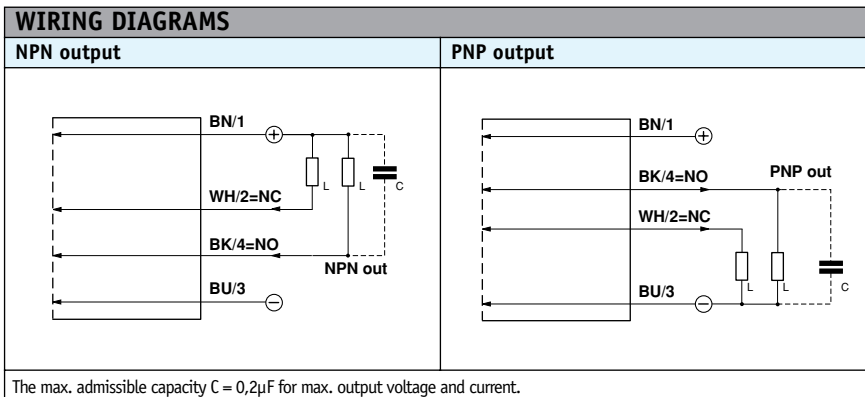 WIRING DIAGRAMS
NPN output
PNP output
BN/1
+
L
L
C
WH/2=NC
BK/4=NO
NPN out
BU/3
−
BN/1
+
PNP out
BK/4=NO
WH/2=NC
L
L
C
BU/3
−
The max. admissible capacity C = 0,2µF for max. output voltage and current.